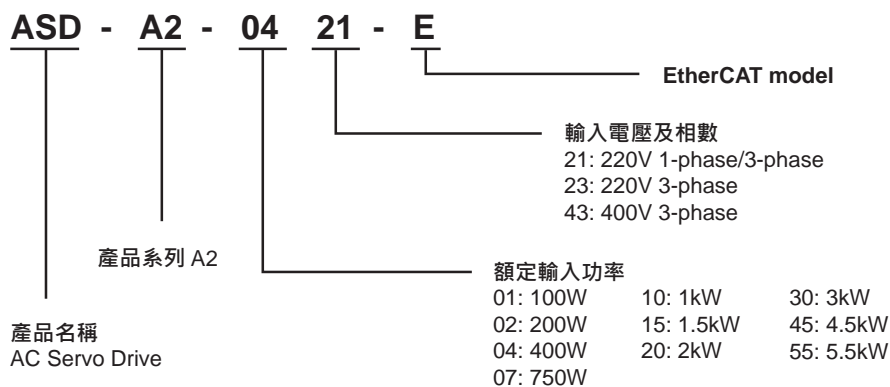 ASD - A2 - 04 21 - E
EtherCAT model
輸入電壓及相數
21: 220V 1-phase/3-phase
23: 220V 3-phase
43: 400V 3-phase
產品系列 A2
額定輸入功率
01: 100W 10: 1kW 30: 3kW
02: 200W 15: 1.5kW 45: 4.5kW
04: 400W 20: 2kW 55: 5.5kW
07: 750W
產品名稱
AC Servo Drive